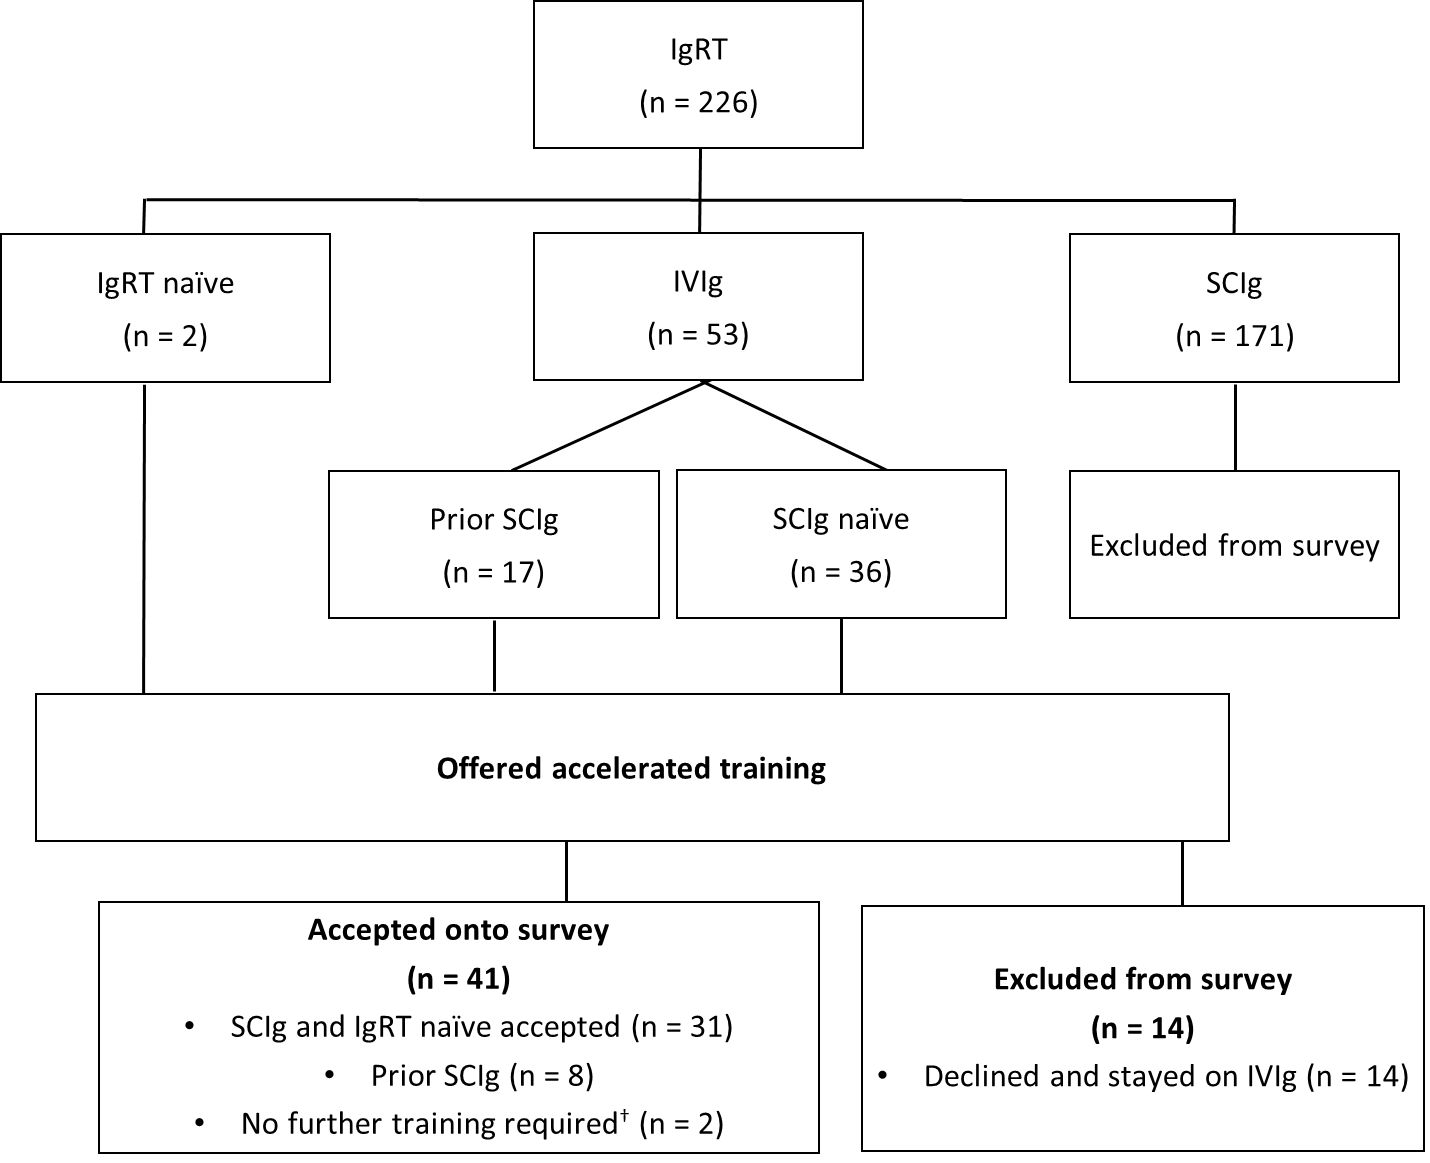 IgRT
(n = 226)
IgRT naïve
(n = 2)
IVIg
(n = 53)
SCIg
(n = 171)
Prior SCIg
(n = 17)
SCIg naïve
(n = 36)
Excluded from survey
Offered accelerated training
Accepted onto survey
(n = 41)
• SCIg and IgRT naïve accepted (n = 31)
• Prior SCIg (n = 8)
• No further training required† (n = 2)
Excluded from survey
(n = 14)
• Declined and stayed on IVIg (n = 14)